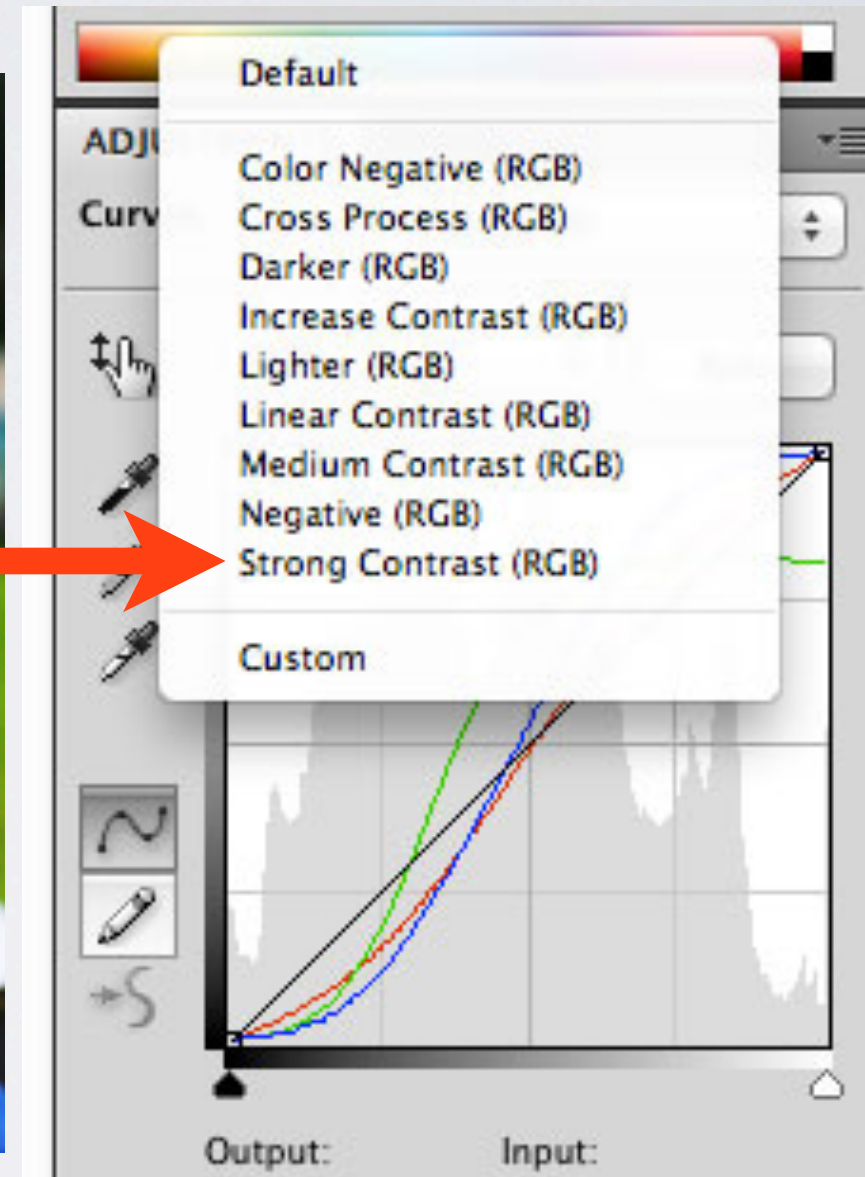 Default
ADJ
Color Negative (RGB)
Curv
Cross Process (RGB)
Darker (RGB)
Increase Contrast (RGB)
Lighter (RGB)
Linear Contrast (RGB)
Medium Contrast (RGB)
Negative (RGB)
Strong Contrast (RGB)
Custom
Output: Input: